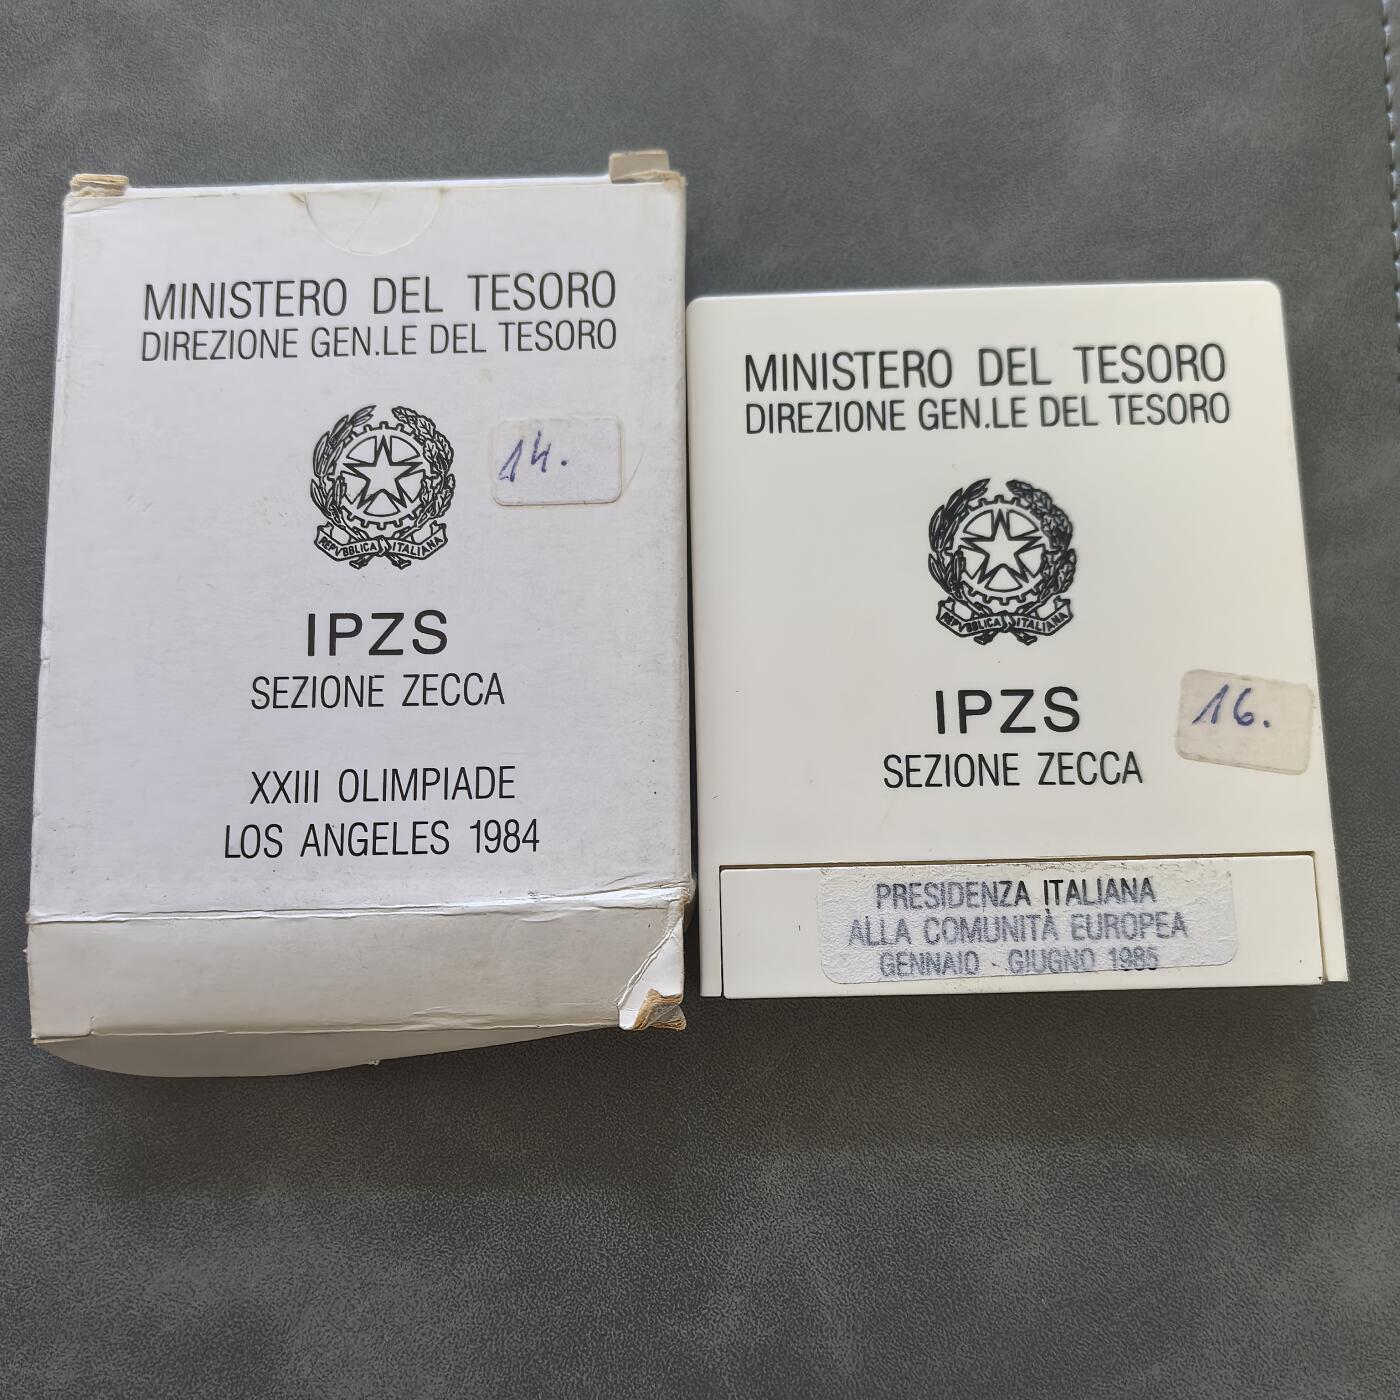 MINISTERO DEL TESORO
DIREZIONE GEN.LE DEL TESORO
14.
REPVBBLICA ITALIANA
IPZS
SEZIONE ZECCA
XXIII OLIMPIADE
LOS ANGELES 1984
MINISTERO DEL TESORO
DIREZIONE GEN.LE DEL TESORO
REPVBBLICA ITALIANA
IPZS
16.
SEZIONE ZECCA
PRESIDENZA ITALIANA
ALLA COMUNITÀ EUROPEA
GENNAIO - GIUGNO 1985